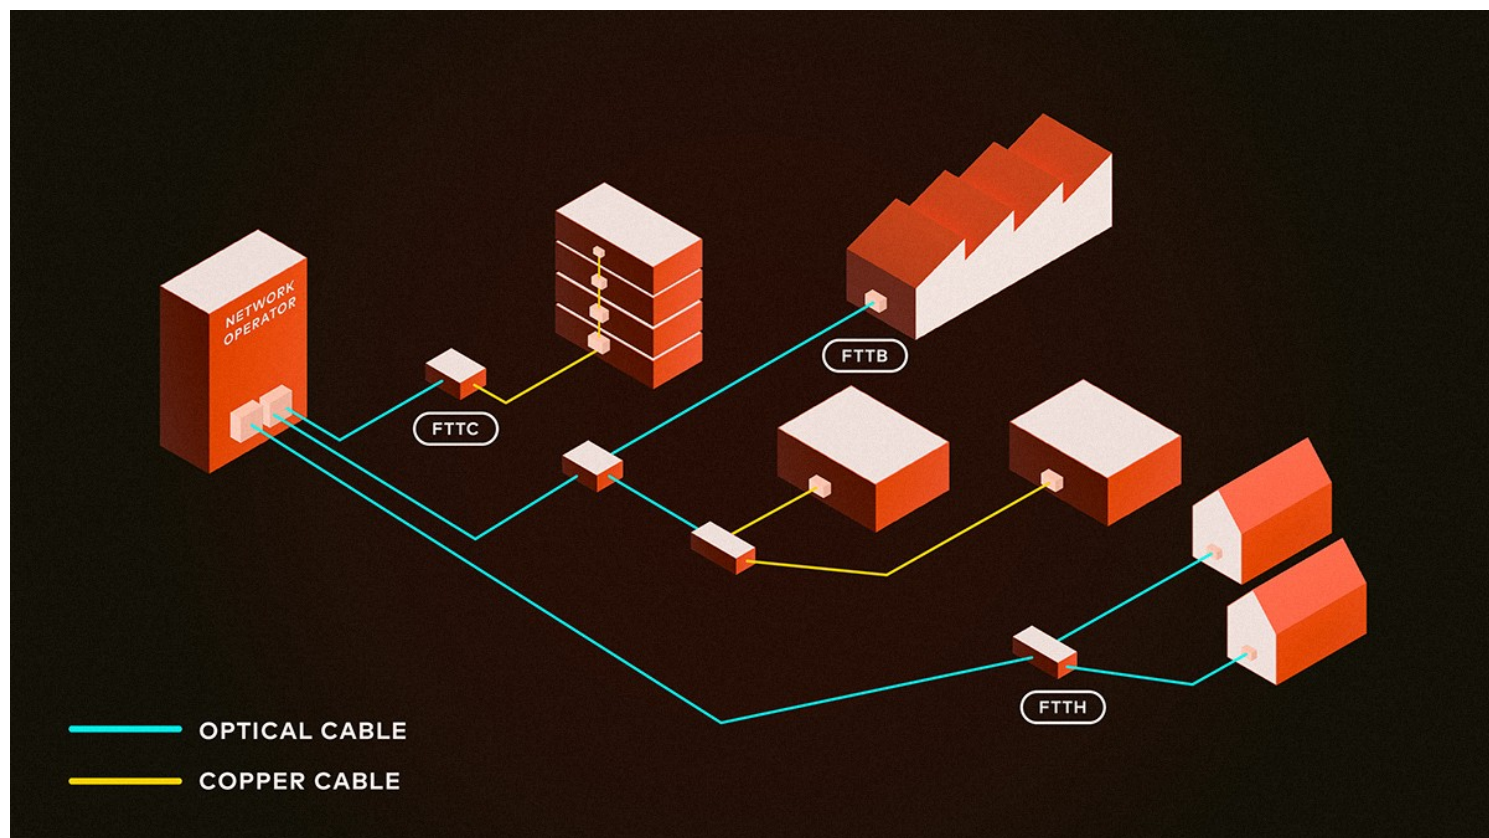 NETWORK
OPERATOR
FTTB
FTTC
FTTH
OPTICAL CABLE
COPPER CABLE